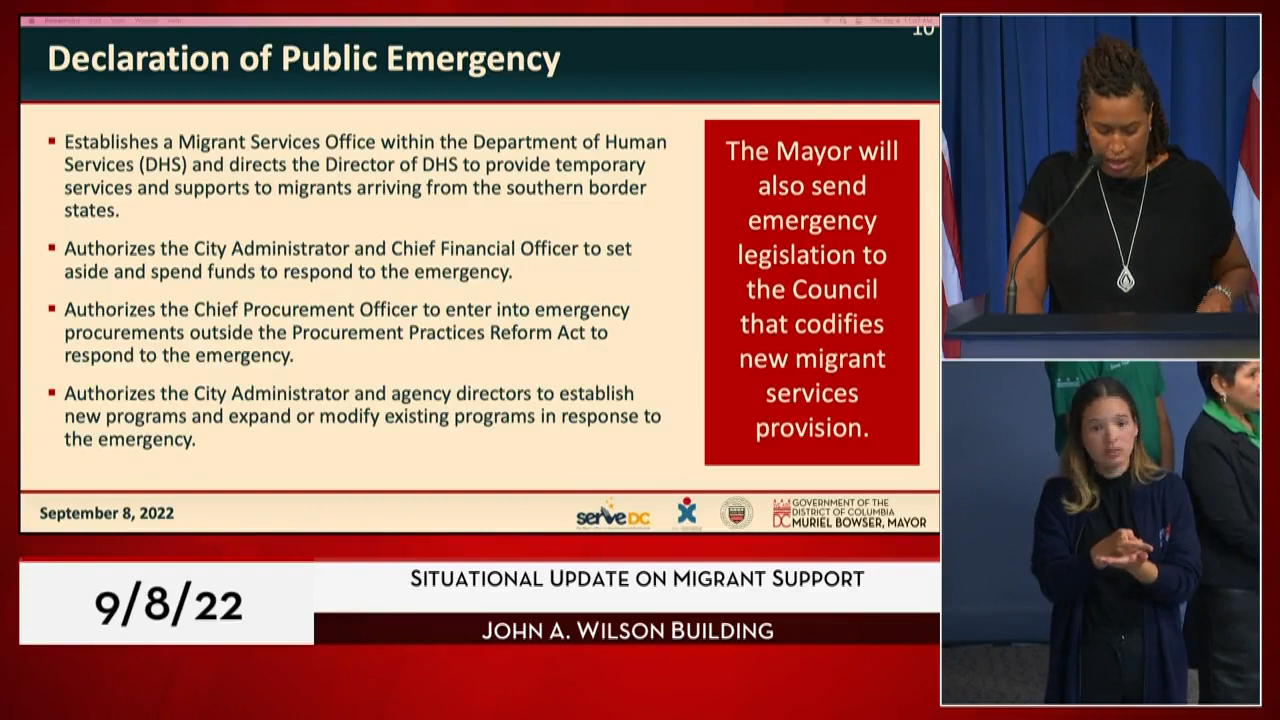 10
Declaration of Public Emergency
▪ Establishes a Migrant Services Office within the Department of Human
Services (DHS) and directs the Director of DHS to provide temporary
services and supports to migrants arriving from the southern border
states.
▪ Authorizes the City Administrator and Chief Financial Officer to set
aside and spend funds to respond to the emergency.
▪ Authorizes the Chief Procurement Officer to enter into emergency
procurements outside the Procurement Practices Reform Act to
respond to the emergency.
▪ Authorizes the City Administrator and agency directors to establish
new programs and expand or modify existing programs in response to
the emergency.
The Mayor will
also send
emergency
legislation to
the Council
that codifies
new migrant
services
provision.
September 8, 2022
serve DC
GOVERNMENT OF THE
DISTRICT OF COLUMBIA
DC MURIEL BOWSER, MAYOR
9/8/22
SITUATIONAL UPDATE ON MIGRANT SUPPORT
JOHN A. WILSON BUILDING